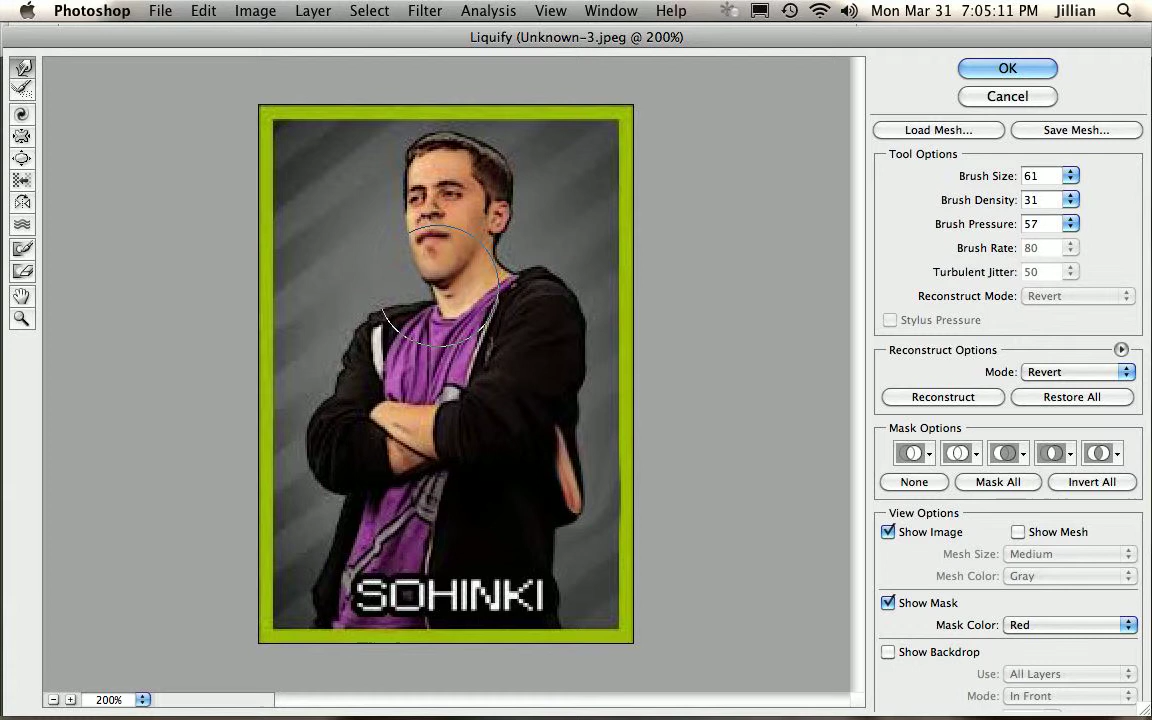 Photoshop File Edit Image Layer Select Filter Analysis View Window Help Mon Mar 31 7:05:11 PM Jillian
Liquify (Unknown-3.jpeg @ 200%)
OK
Cancel
Load Mesh... Save Mesh...
Tool Options
Brush Size: 61
Brush Density: 31
Brush Pressure: 57
Brush Rate: 80
Turbulent Jitter: 50
Reconstruct Mode: Revert
Stylus Pressure
Reconstruct Options
Mode: Revert
Reconstruct Restore All
Mask Options
None Mask All Invert All
View Options
Show Image Show Mesh
Mesh Size: Medium
Mesh Color: Gray
Show Mask
Mask Color: Red
Show Backdrop
Use: All Layers
Mode: In Front
SOHINKI
200%